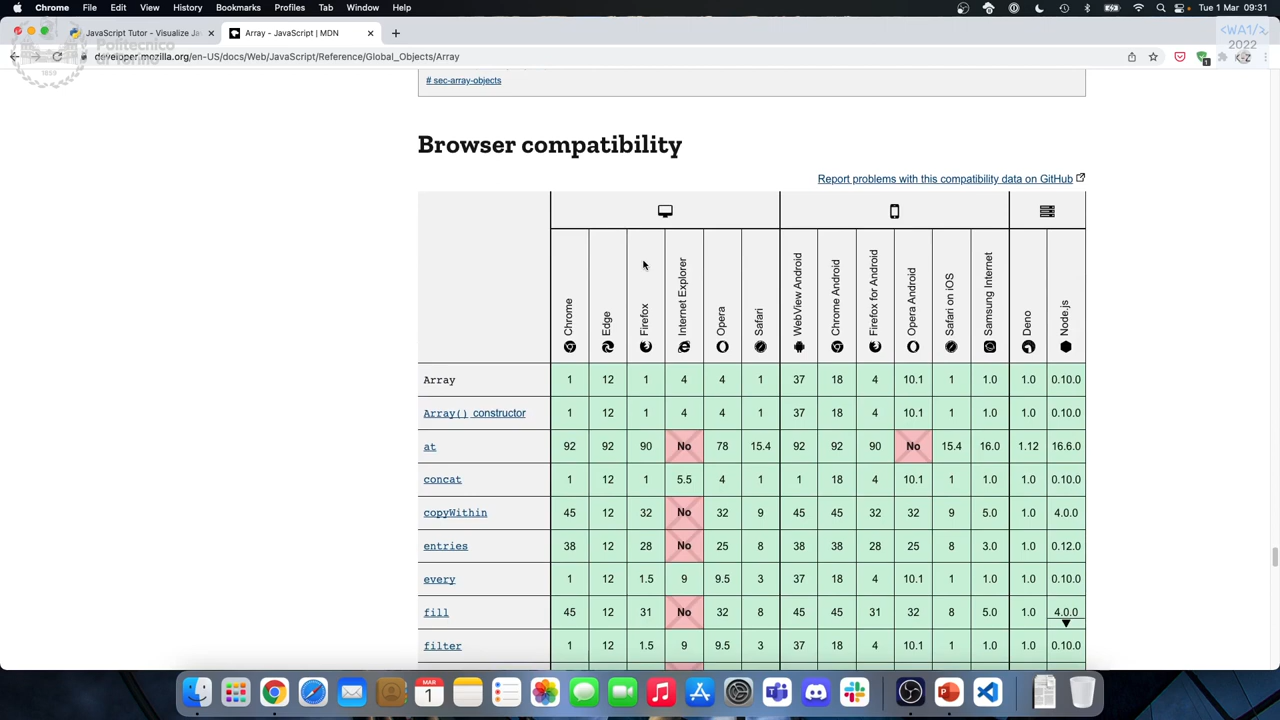 Chrome File Edit View History Bookmarks Profiles Tab Window Help Tue 1 Mar 09:31
JavaScript Tutor - Visualize Ja Array - JavaScript | MDN
developer.mozilla.org/en-US/docs/Web/JavaScript/Reference/Global_Objects/Array
Politecnico
di Torino
1859
<WA1/>
2022
1
# sec-array-objects
Browser compatibility
Report problems with this compatibility data on GitHub
Chrome Edge Firefox Internet Explorer Opera Safari WebView Android Chrome Android Firefox for Android Opera Android Safari on iOS Samsung Internet Deno Node.js
Array 1 12 1 4 4 1 37 18 4 10.1 1 1.0 1.0 0.10.0
Array() constructor 1 12 1 4 4 1 37 18 4 10.1 1 1.0 1.0 0.10.0
at 92 92 90 No 78 15.4 92 92 90 No 15.4 16.0 1.12 16.6.0
concat 1 12 1 5.5 4 1 1 18 4 10.1 1 1.0 1.0 0.10.0
copyWithin 45 12 32 No 32 9 45 45 32 32 9 5.0 1.0 4.0.0
entries 38 12 28 No 25 8 38 38 28 25 8 3.0 1.0 0.12.0
every 1 12 1.5 9 9.5 3 37 18 4 10.1 1 1.0 1.0 0.10.0
fill 45 12 31 No 32 8 45 45 31 32 8 5.0 1.0 4.0.0
filter 1 12 1.5 9 9.5 3 37 18 4 10.1 1 1.0 1.0 0.10.0
MAR
1